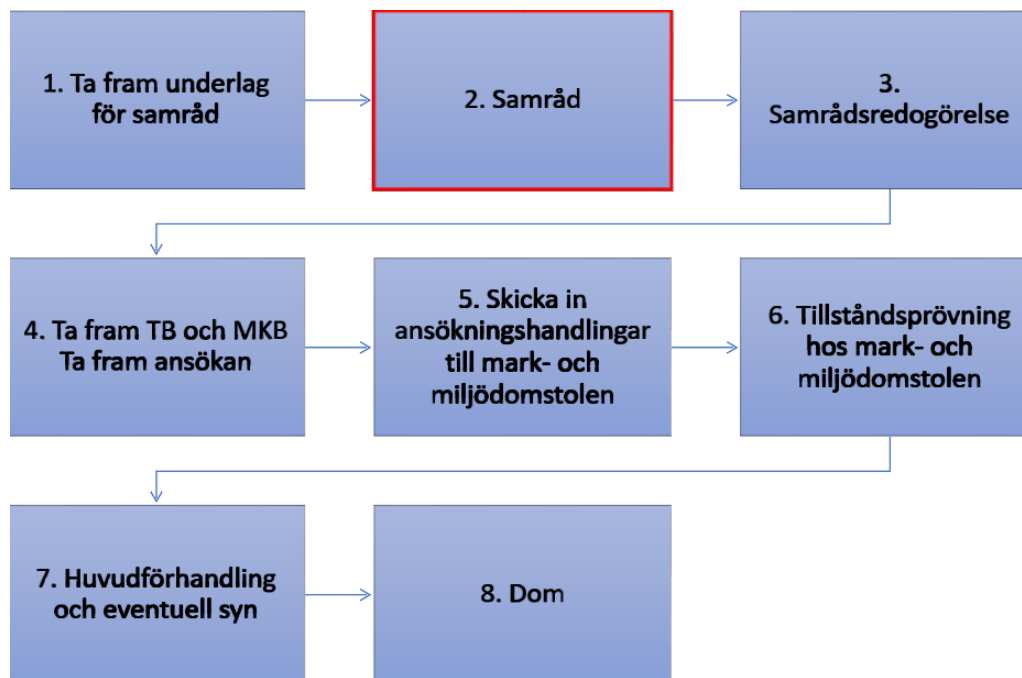 1. Ta fram underlag
för samråd
2. Samråd
3.
Samrådsredogörelse
4. Ta fram TB och MKB
Ta fram ansökan
5. Skicka in
ansökningshandlingar
till mark- och
miljödomstolen
6. Tillståndsprövning
hos mark- och
miljödomstolen
7. Huvudförhandling
och eventuell syn
8. Dom